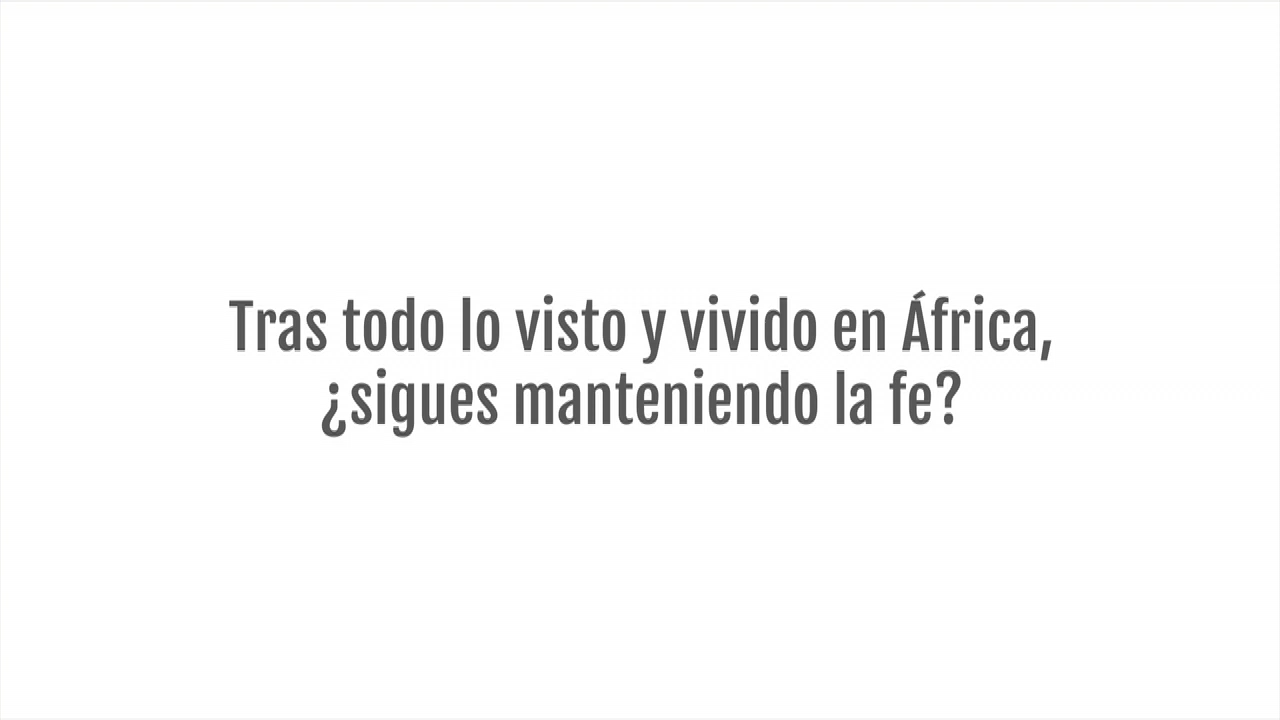 Tras todo lo visto y vivido en África,
¿sigues manteniendo la fe?